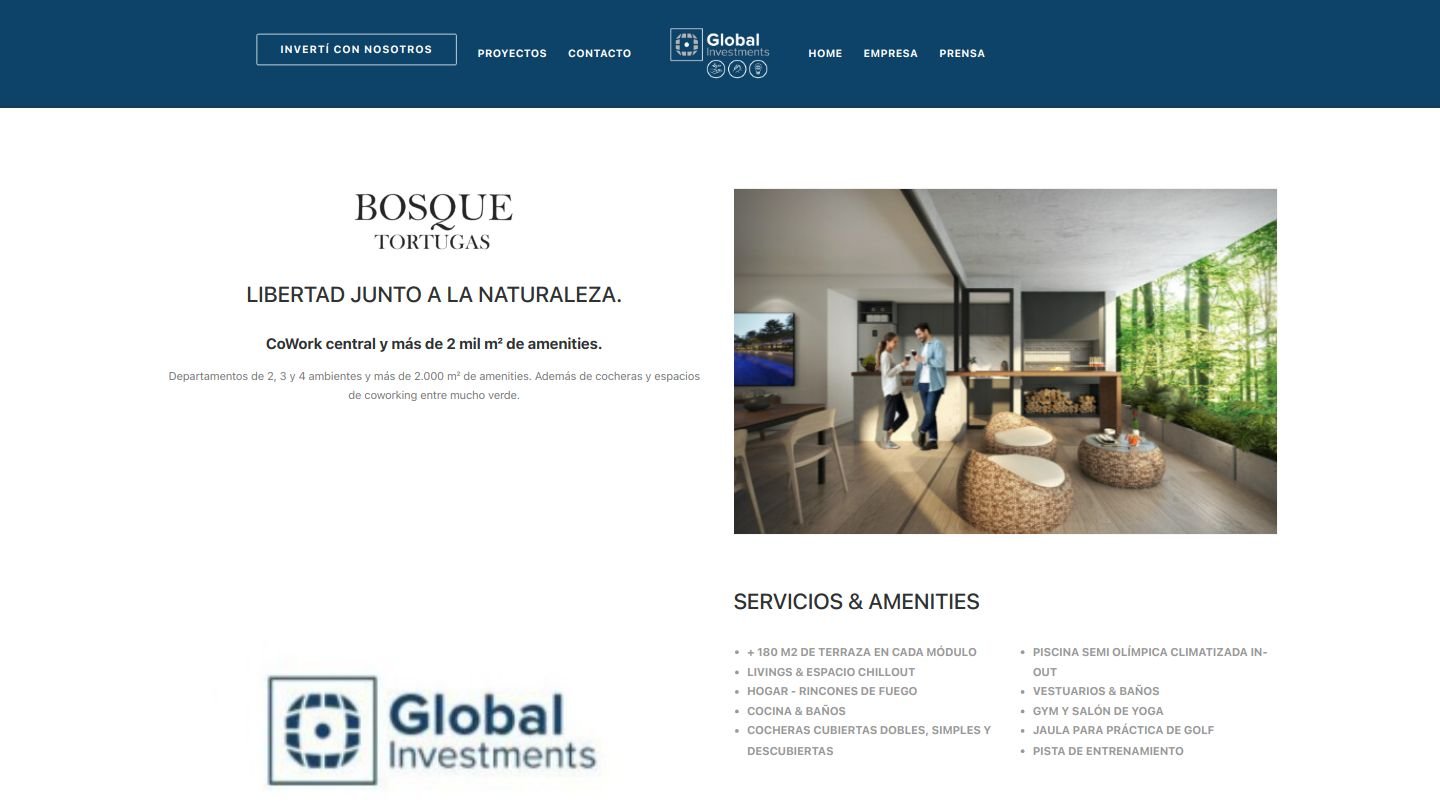 INVERTÍ CON NOSOTROS
PROYECTOS
CONTACTO
Global
Investments
HOME
EMPRESA
PRENSA
BOSQUE
TORTUGAS
LIBERTAD JUNTO A LA NATURALEZA.
CoWork central y más de 2 mil m² de amenities.
Departamentos de 2, 3 y 4 ambientes y más de 2.000 m² de amenities. Además de cocheras y espacios
de coworking entre mucho verde.
SERVICIOS & AMENITIES
• + 180 M2 DE TERRAZA EN CADA MÓDULO
• LIVINGS & ESPACIO CHILLOUT
• HOGAR - RINCONES DE FUEGO
• COCINA & BAÑOS
• COCHERAS CUBIERTAS DOBLES, SIMPLES Y
DESCUBIERTAS
• PISCINA SEMI OLÍMPICA CLIMATIZADA IN-
OUT
• VESTUARIOS & BAÑOS
• GYM Y SALÓN DE YOGA
• JAULA PARA PRÁCTICA DE GOLF
• PISTA DE ENTRENAMIENTO
Global
Investments